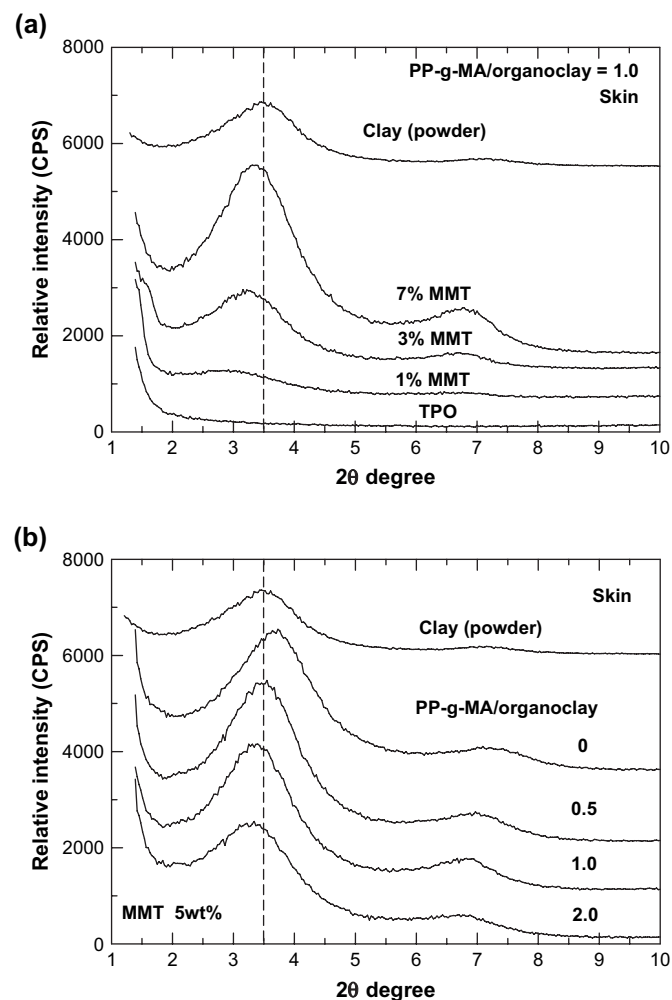 (a)
8000
6000
4000
2000
0
Relative intensity (CPS)
PP-g-MA/organoclay = 1.0
Skin
Clay (powder)
7% MMT
3% MMT
1% MMT
TPO
1 2 3 4 5 6 7 8 9 10
2θ degree
(b)
8000
6000
4000
2000
0
Relative intensity (CPS)
Skin
Clay (powder)
PP-g-MA/organoclay
0
0.5
1.0
2.0
MMT 5wt%
1 2 3 4 5 6 7 8 9 10
2θ degree